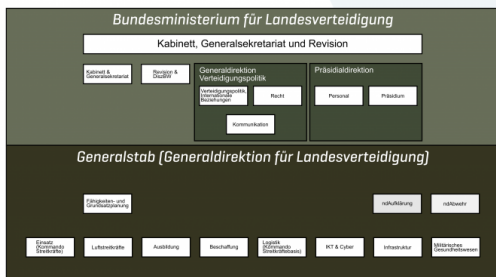 Bundesministerium für Landesverteidigung
Kabinett, Generalsekretariat und Revision
Kabinett &
Generalsekretariat
Revision &
DiszBW
Generaldirektion
Verteidigungspolitik
Verteidigungspolitik,
Internationale
Beziehungen
Recht
Kommunikation
Präsidialdirektion
Personal
Präsidium
Generalstab (Generaldirektion für Landesverteidigung)
Fähigkeiten- und
Grundsatzplanung
ndAufklärung
ndAbwehr
Einsatz
(Kommando
Streitkräfte)
Luftstreitkräfte
Ausbildung
Beschaffung
Logistik
(Kommando
Streitkräftebasis)
IKT & Cyber
Infrastruktur
Militärisches
Gesundheitswesen